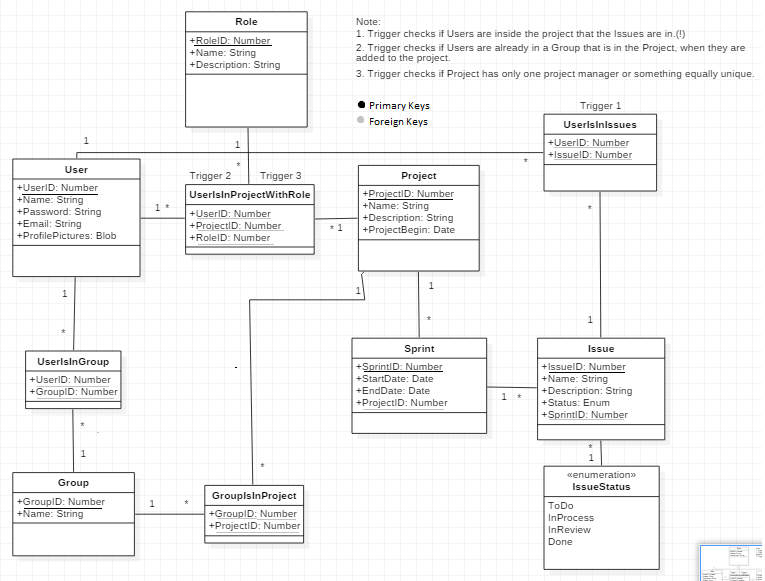 Role
+RoleID: Number
+Name: String
+Description: String
Note:
1. Trigger checks if Users are inside the project that the Issues are in.(!)
2. Trigger checks if Users are already in a Group that is in the Project, when they are
added to the project.
3. Trigger checks if Project has only one project manager or something equally unique.
Primary Keys
Foreign Keys
Trigger 1
UserIsInIssues
+UserID: Number
+IssueID: Number
1
1
*
*
User
+UserID: Number
+Name: String
+Password: String
+Email: String
+ProfilePictures: Blob
Trigger 2
Trigger 3
UserIsInProjectWithRole
+UserID: Number
+ProjectID: Number
+RoleID: Number
1 *
* 1
Project
+ProjectID: Number
+Name: String
+Description: String
+ProjectBegin: Date
*
1
1
1
1
*
*
1
UserIsInGroup
+UserID: Number
+GroupID: Number
Sprint
+SprintID: Number
+StartDate: Date
+EndDate: Date
+ProjectID: Number
1 *
Issue
+IssueID: Number
+Name: String
+Description: String
+Status: Enum
+SprintID: Number
*
1
*
*
1
Group
+GroupID: Number
+Name: String
1 *
GroupIsInProject
+GroupID: Number
+ProjectID: Number
«enumeration»
IssueStatus
ToDo
InProcess
InReview
Done